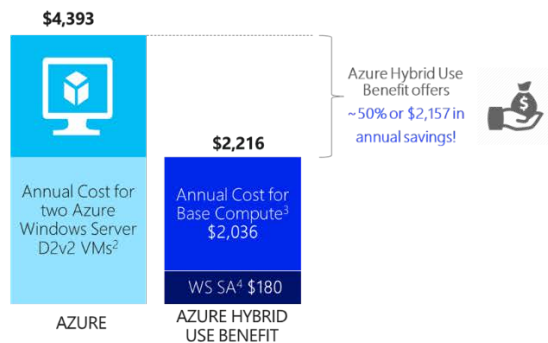 $4,393
Azure Hybrid Use
Benefit offers
~50% or $2,157 in
annual savings!
$
$2,216
Annual Cost for
two Azure
Windows Server
D2v2 VMs²
Annual Cost for
Base Compute³
$2,036
WS SA⁴ $180
AZURE
AZURE HYBRID
USE BENEFIT